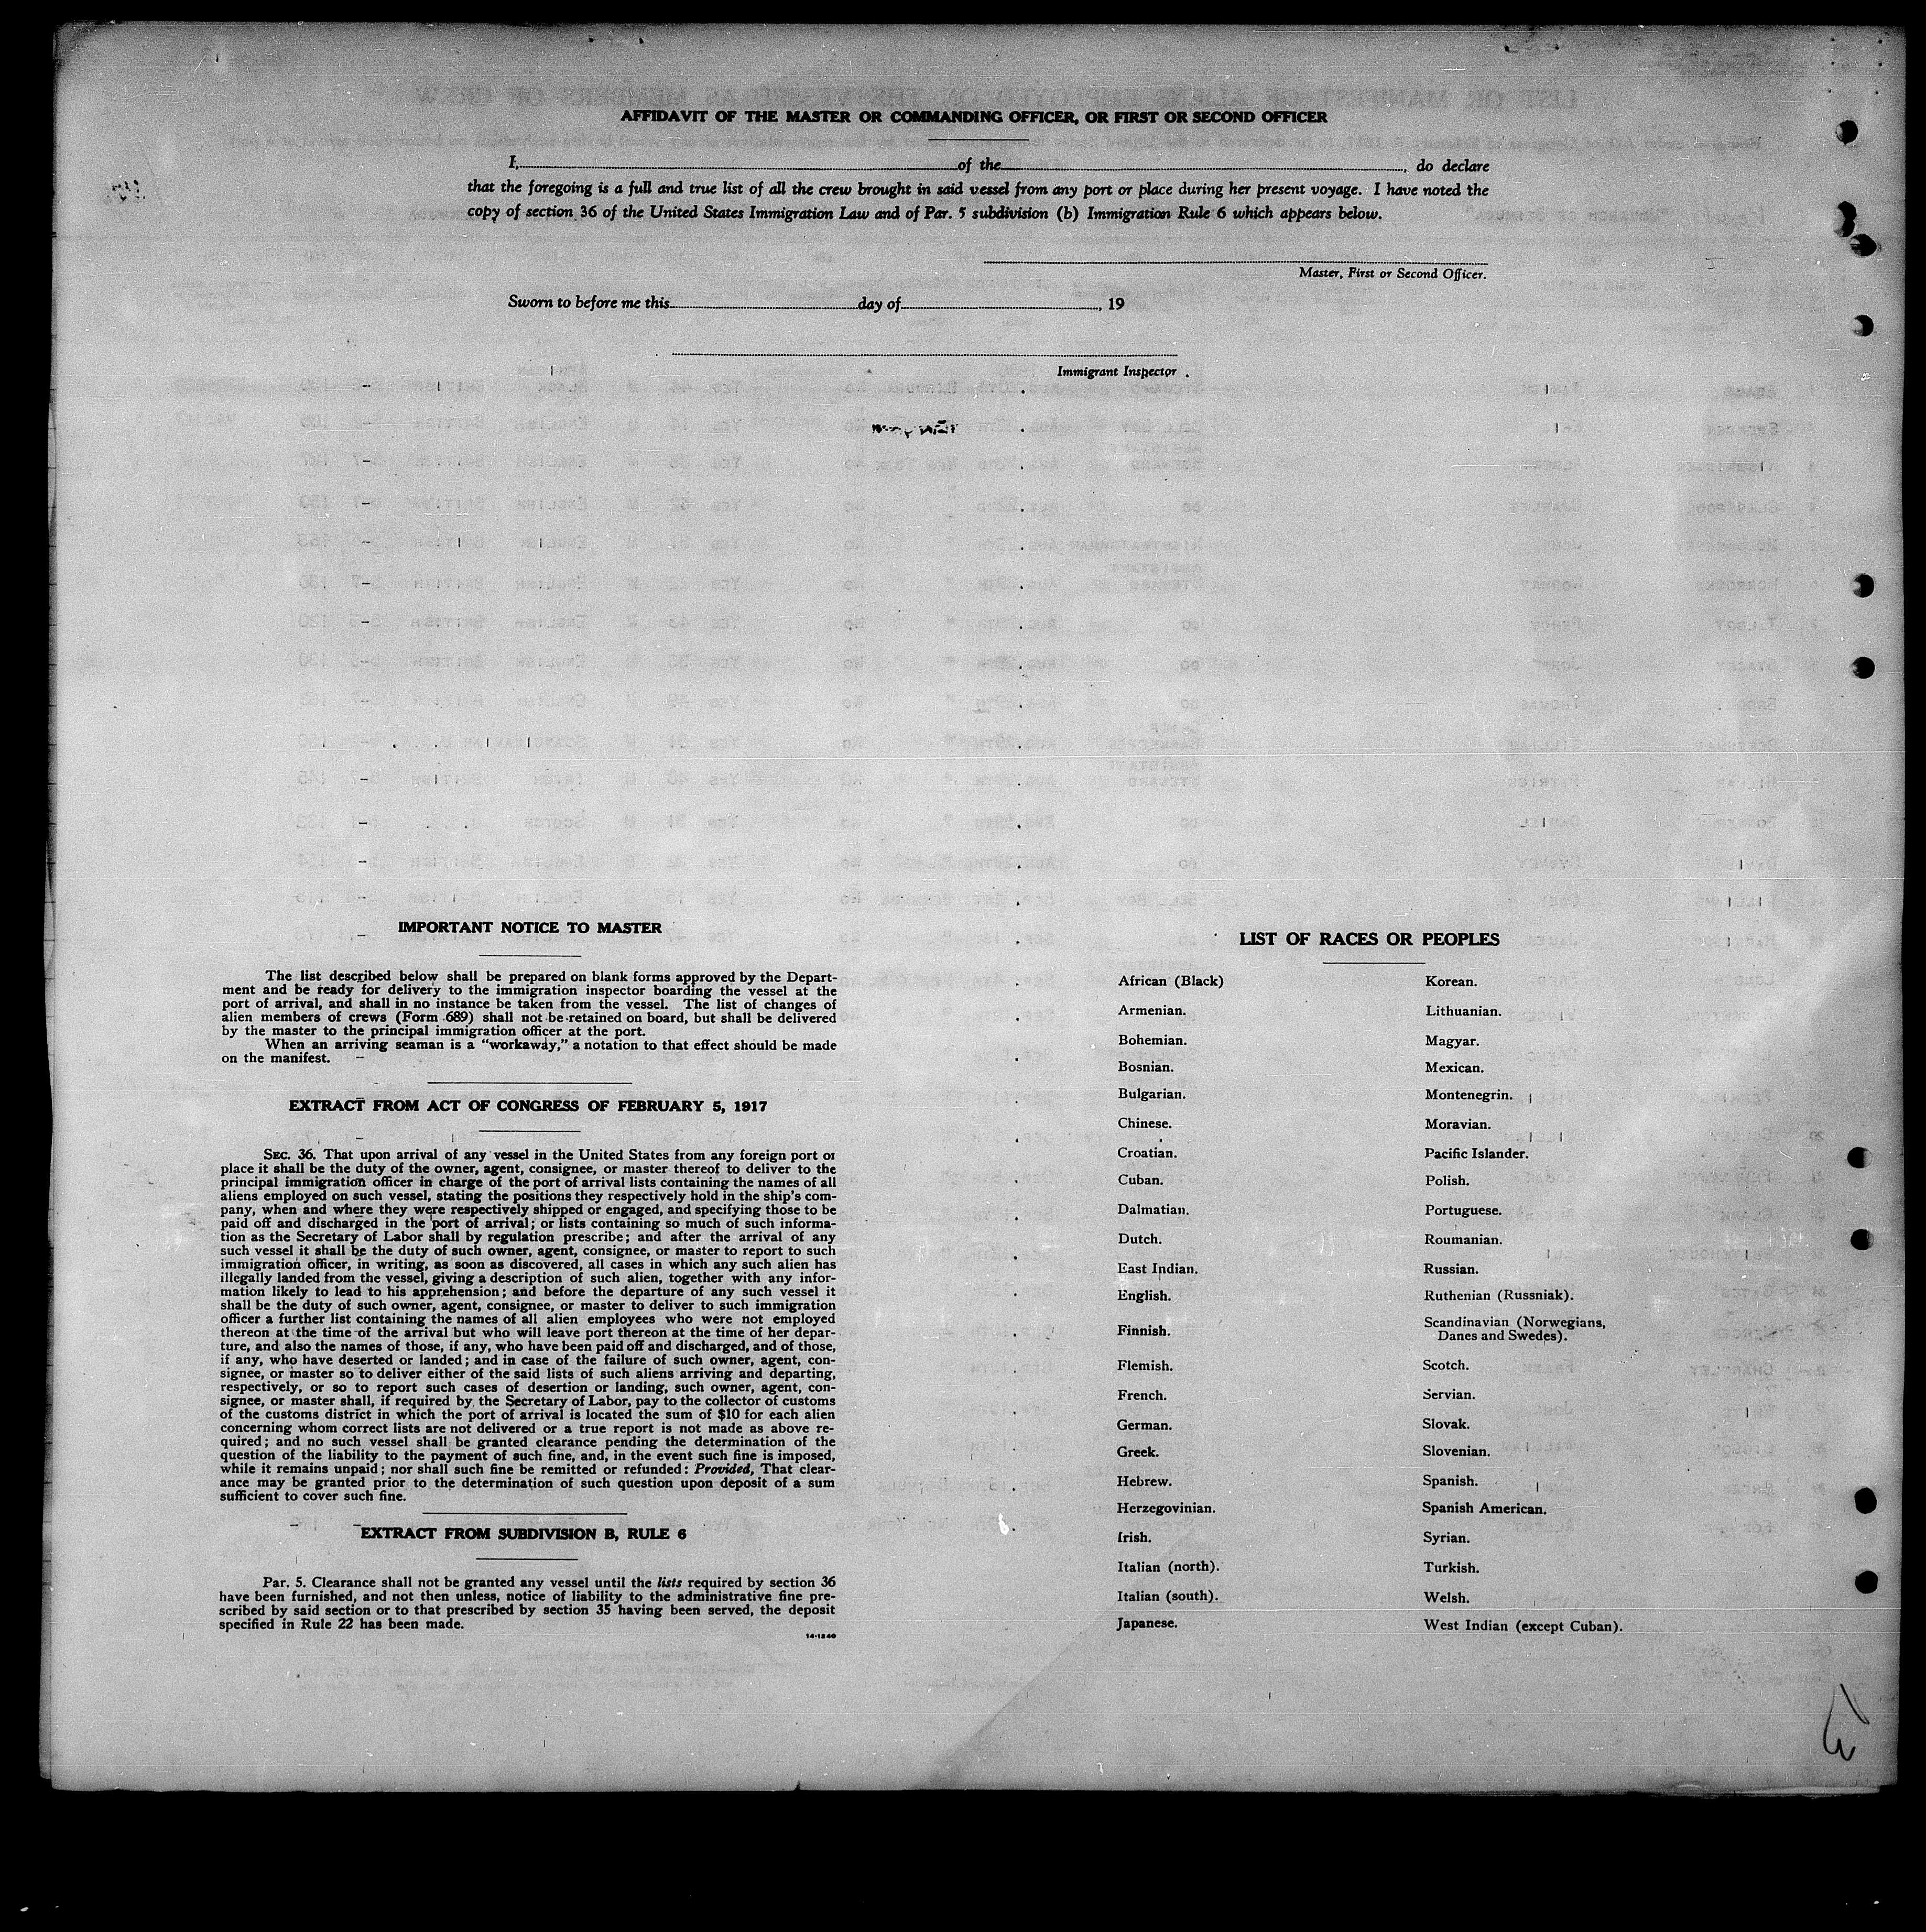 AFFIDAVIT OF THE MASTER OR COMMANDING OFFICER, OR FIRST OR SECOND OFFICER
I, of the , do declare
that the foregoing is a full and true list of all the crew brought in said vessel from any port or place during her present voyage. I have noted the
copy of section 36 of the United States Immigration Law and of Par. 5 subdivision (b) Immigration Rule 6 which appears below.
Master, First or Second Officer.
Sworn to before me this day of , 19
Immigrant Inspector
IMPORTANT NOTICE TO MASTER
The list described below shall be prepared on blank forms approved by the Depart-
ment and be ready for delivery to the immigration inspector boarding the vessel at the
port of arrival, and shall in no instance be taken from the vessel. The list of changes of
alien members of crews (Form 689) shall not be retained on board, but shall be delivered
by the master to the principal immigration officer at the port.
When an arriving seaman is a "workaway," a notation to that effect should be made
on the manifest.
EXTRACT FROM ACT OF CONGRESS OF FEBRUARY 5, 1917
SEC. 36. That upon arrival of any vessel in the United States from any foreign port or
place it shall be the duty of the owner, agent, consignee, or master thereof to deliver to the
principal immigration officer in charge of the port of arrival lists containing the names of all
aliens employed on such vessel, stating the positions they respectively hold in the ship's com-
pany, when and where they were respectively shipped or engaged, and specifying those to be
paid off and discharged in the port of arrival; or lists containing so much of such informa-
tion as the Secretary of Labor shall by regulation prescribe; and after the arrival of any
such vessel it shall be the duty of such owner, agent, consignee, or master to report to such
immigration officer, in writing, as soon as discovered, all cases in which any such alien has
illegally landed from the vessel, giving a description of such alien, together with any infor-
mation likely to lead to his apprehension; and before the departure of any such vessel it
shall be the duty of such owner, agent, consignee, or master to deliver to such immigration
officer a further list containing the names of all alien employees who were not employed
thereon at the time of the arrival but who will leave port thereon at the time of her depar-
ture, and also the names of those, if any, who have been paid off and discharged, and of those,
if any, who have deserted or landed; and in case of the failure of such owner, agent, con-
signee, or master so to deliver either of the said lists of such aliens arriving and departing,
respectively, or so to report such cases of desertion or landing, such owner, agent, con-
signee, or master shall, if required by the Secretary of Labor, pay to the collector of customs
of the customs district in which the port of arrival is located the sum of $10 for each alien
concerning whom correct lists are not delivered or a true report is not made as above re-
quired; and no such vessel shall be granted clearance pending the determination of the
question of the liability to the payment of such fine, and, in the event such fine is imposed,
while it remains unpaid; nor shall such fine be remitted or refunded: Provided, That clear-
ance may be granted prior to the determination of such question upon deposit of a sum
sufficient to cover such fine.
EXTRACT FROM SUBDIVISION B, RULE 6
Par. 5. Clearance shall not be granted any vessel until the lists required by section 36
have been furnished, and not then unless, notice of liability to the administrative fine pre-
scribed by said section or to that prescribed by section 35 having been served, the deposit
specified in Rule 22 has been made.
14-1240
LIST OF RACES OR PEOPLES
African (Black)
Armenian.
Bohemian.
Bosnian.
Bulgarian.
Chinese.
Croatian.
Cuban.
Dalmatian.
Dutch.
East Indian.
English.
Finnish.
Flemish.
French.
German.
Greek.
Hebrew.
Herzegovinian.
Irish.
Italian (north).
Italian (south).
Japanese.
Korean.
Lithuanian.
Magyar.
Mexican.
Montenegrin.
Moravian.
Pacific Islander.
Polish.
Portuguese.
Roumanian.
Russian.
Ruthenian (Russniak).
Scandinavian (Norwegians,
Danes and Swedes).
Scotch.
Servian.
Slovak.
Slovenian.
Spanish.
Spanish American.
Syrian.
Turkish.
Welsh.
West Indian (except Cuban).
13